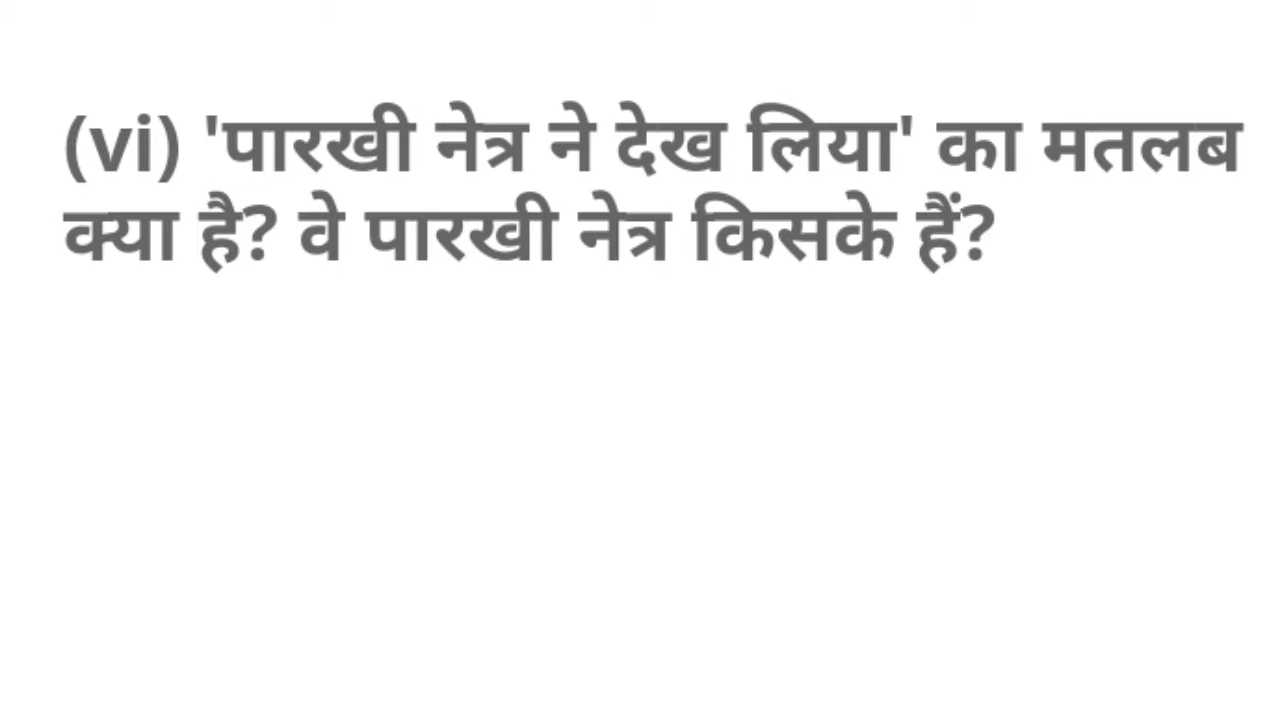 (vi) 'पारखी नेत्र ने देख लिया' का मतलब
क्या है? वे पारखी नेत्र किसके हैं?